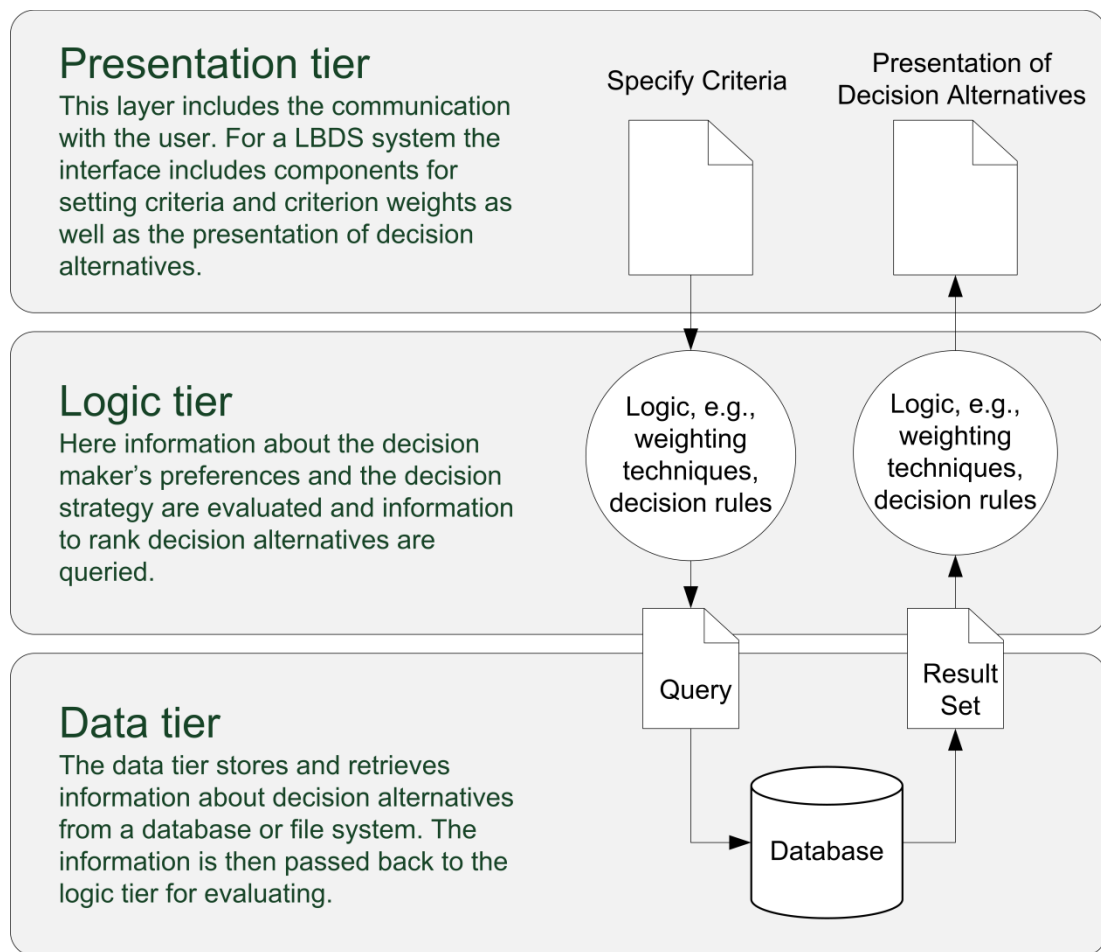 Presentation tier
This layer includes the communication
with the user. For a LBDS system the
interface includes components for
setting criteria and criterion weights as
well as the presentation of decision
alternatives.
Specify Criteria
Presentation of
Decision Alternatives
Logic tier
Here information about the decision
maker's preferences and the decision
strategy are evaluated and information
to rank decision alternatives are
queried.
Logic, e.g.,
weighting
techniques,
decision rules
Logic, e.g.,
weighting
techniques,
decision rules
Data tier
The data tier stores and retrieves
information about decision alternatives
from a database or file system. The
information is then passed back to the
logic tier for evaluating.
Query
Result
Set
Database